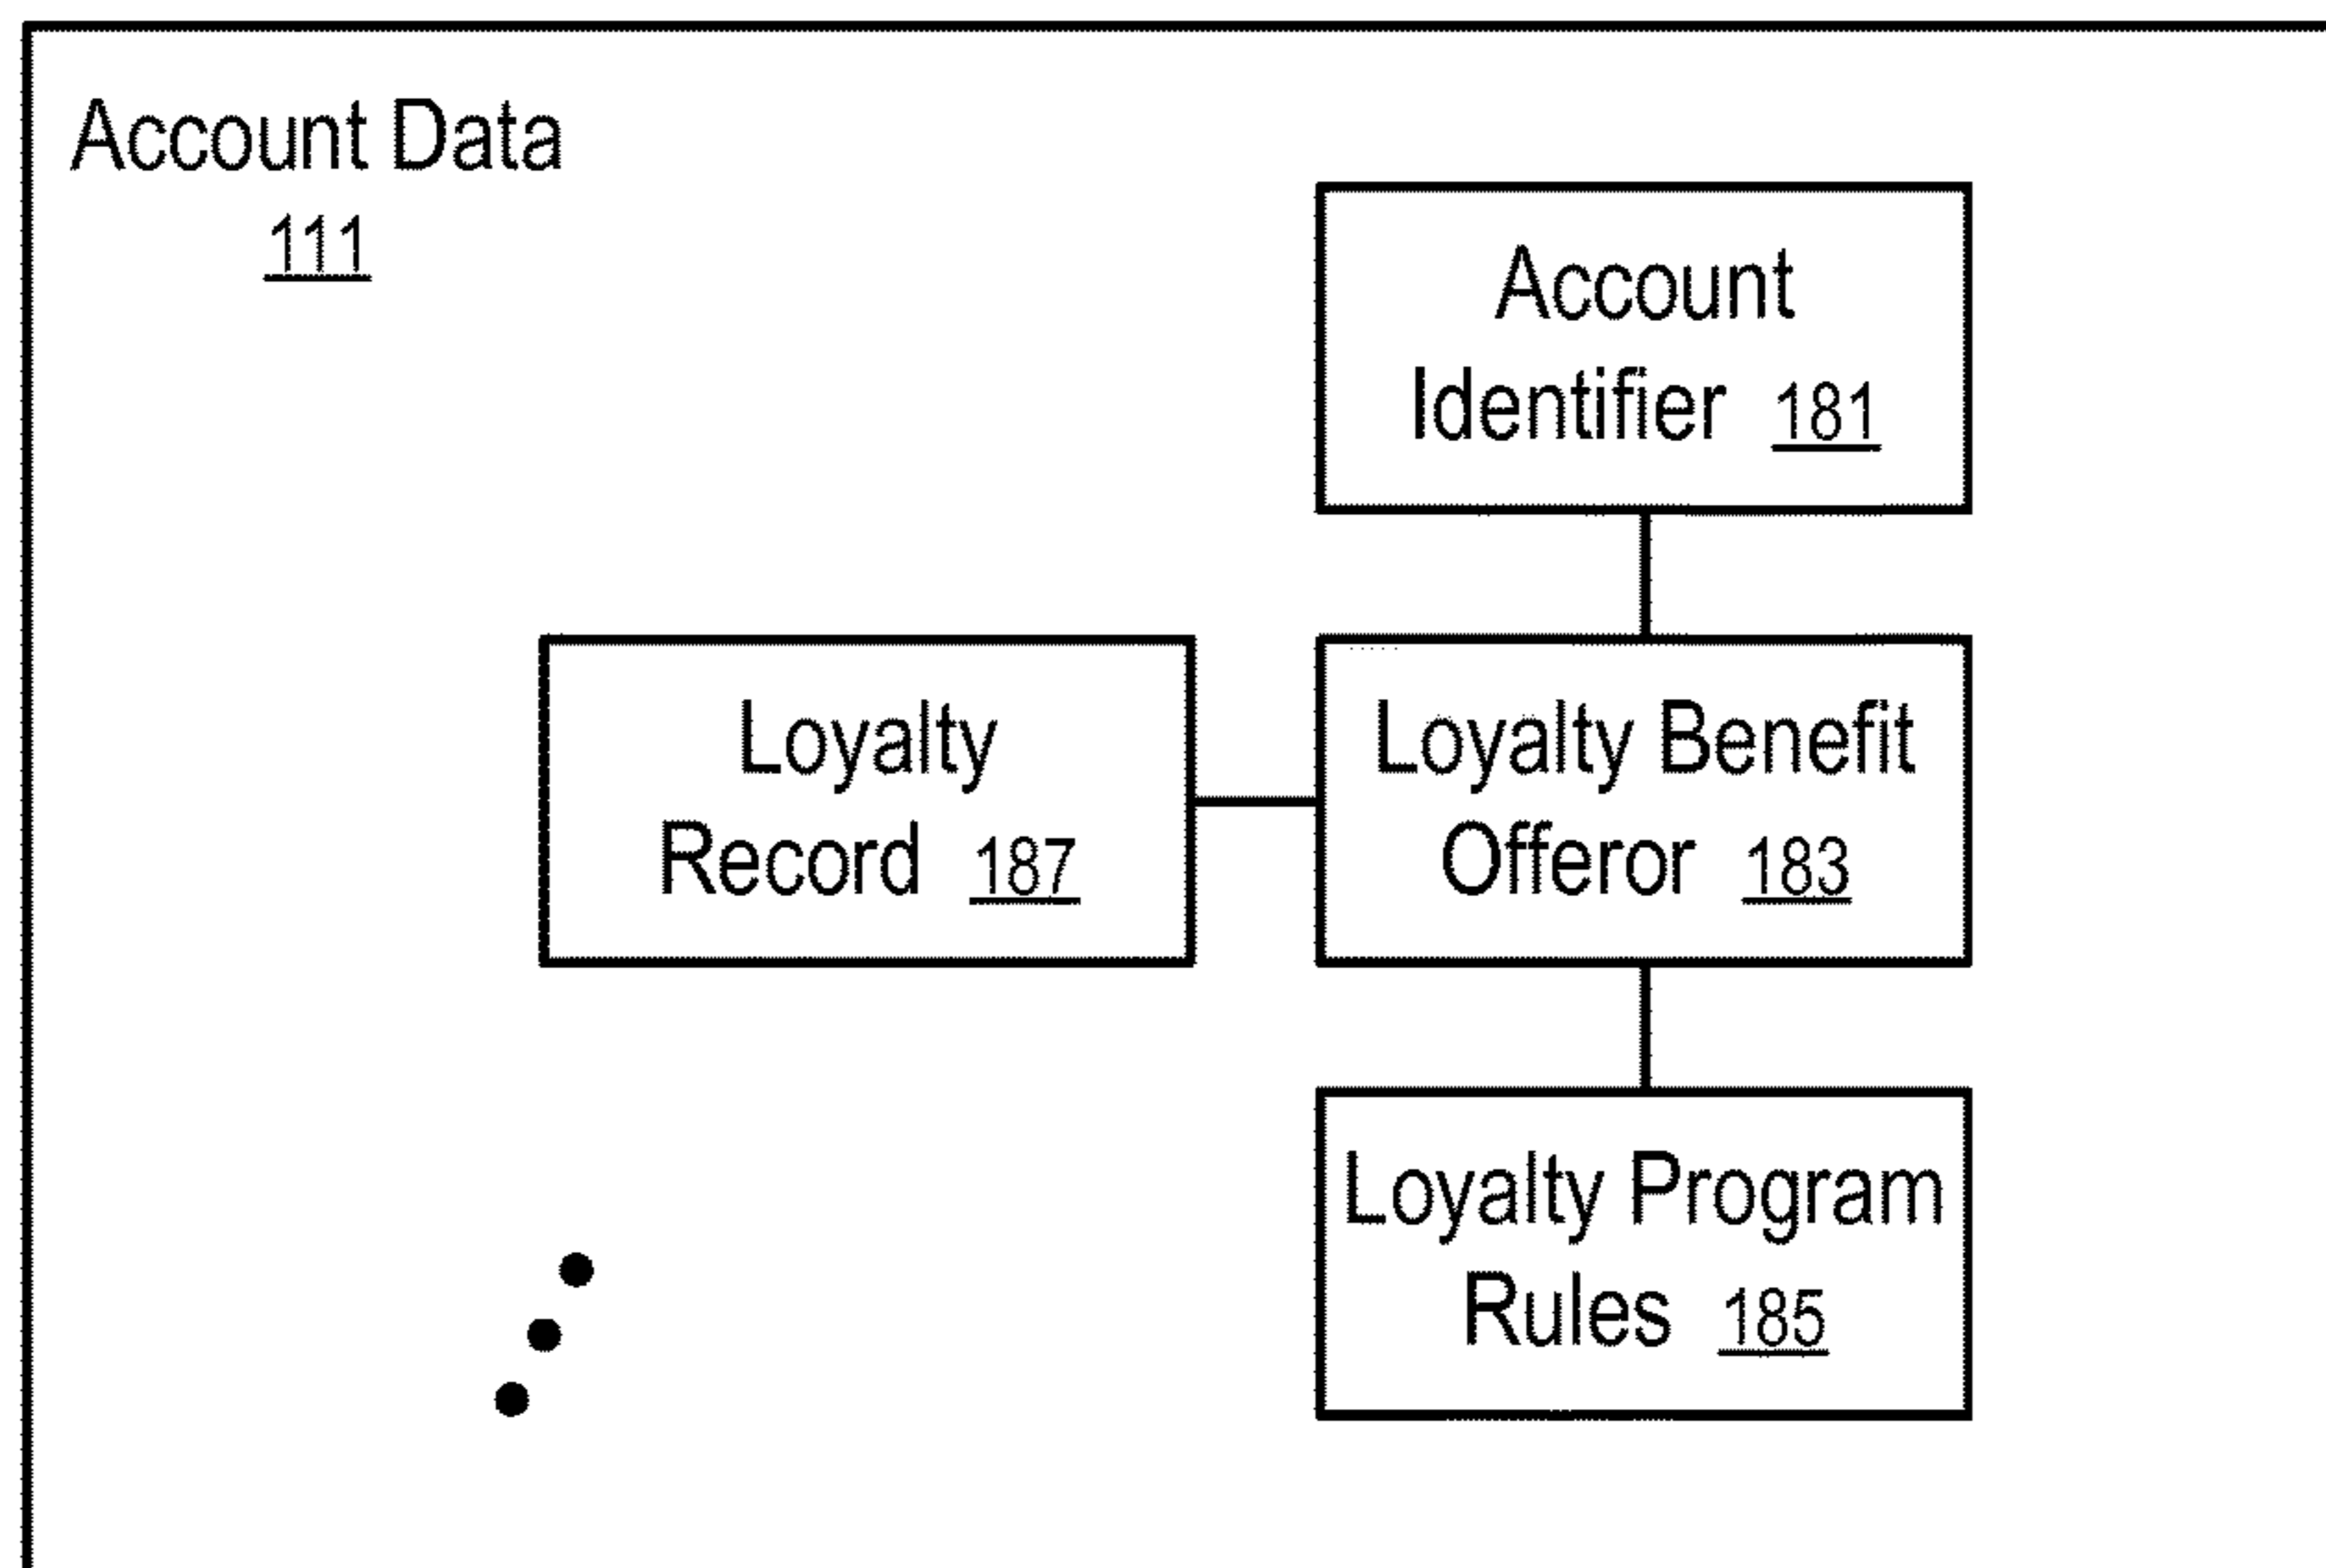 Account Data
111
Account
Identifier 181
Loyalty
Record 187
Loyalty Benefit
Offeror 183
Loyalty Program
Rules 185